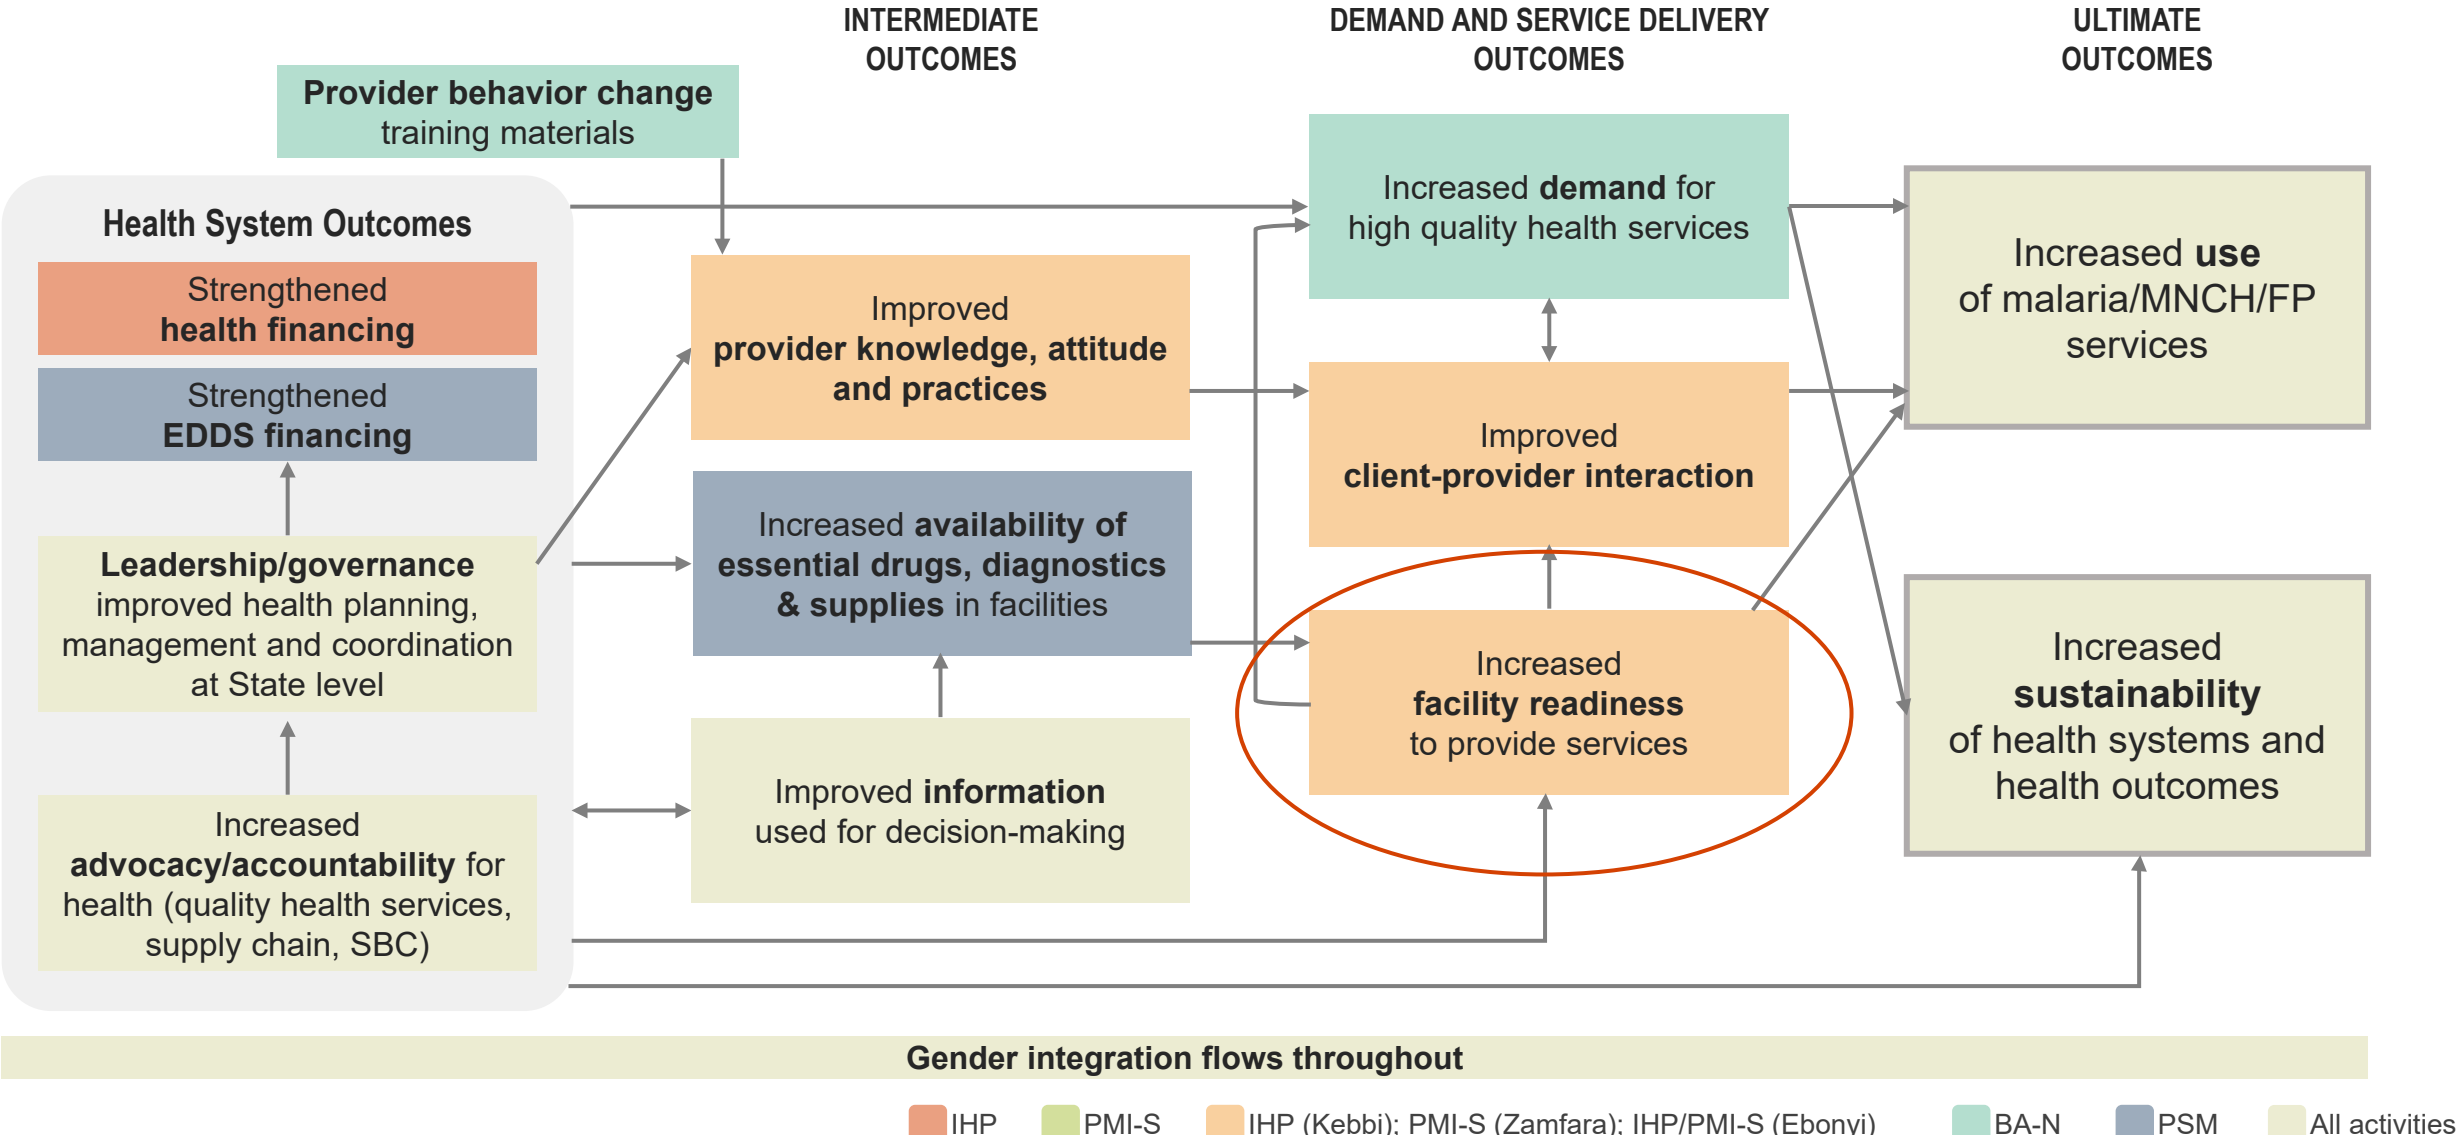 INTERMEDIATE
OUTCOMES
DEMAND AND SERVICE DELIVERY
OUTCOMES
ULTIMATE
OUTCOMES
Provider behavior change
training materials
Health System Outcomes
Strengthened
health financing
Strengthened
EDDS financing
Leadership/governance
improved health planning,
management and coordination
at State level
Increased
advocacy/accountability for
health (quality health services,
supply chain, SBC)
Improved
provider knowledge, attitude
and practices
Increased availability of
essential drugs, diagnostics
& supplies in facilities
Improved information
used for decision-making
Increased demand for
high quality health services
Improved
client-provider interaction
Increased
facility readiness
to provide services
Increased use
of malaria/MNCH/FP
services
Increased
sustainability
of health systems and
health outcomes
Gender integration flows throughout
IHP
PMI-S
IHP (Kebbi); PMI-S (Zamfara); IHP/PMI-S (Ebonyi)
BA-N
PSM
All activities